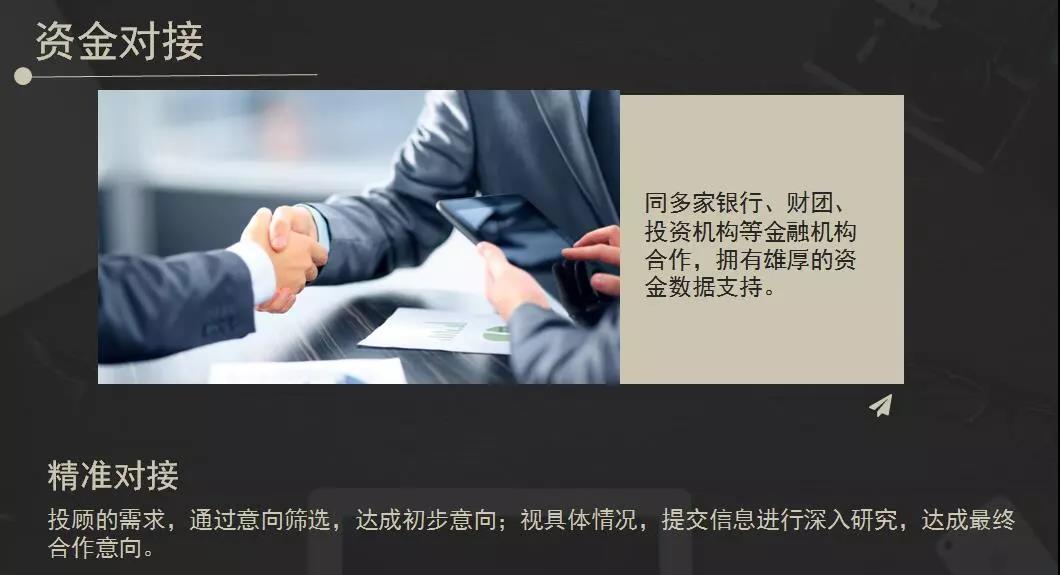 资金对接
同多家银行、财团、
投资机构等金融机构
合作，拥有雄厚的资
金数据支持。
精准对接
投顾的需求，通过意向筛选，达成初步意向；视具体情况，提交信息进行深入研究，达成最终
合作意向。